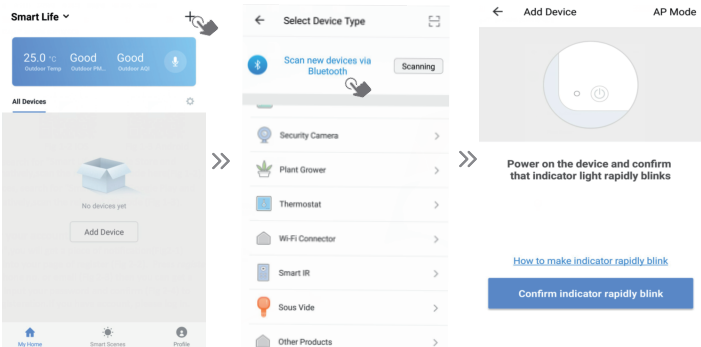 Smart Life
25.0 °C Good Good
Outdoor Temp Outdoor PM... Outdoor AQI
All Devices
No devices yet
Add Device
My Home Smart Scenes Profile
Select Device Type
Scan new devices via
Bluetooth
Scanning
Security Camera
Plant Grower
Thermostat
Wi-Fi Connector
Smart IR
Sous Vide
Other Products
Add Device AP Mode
Power on the device and confirm
that indicator light rapidly blinks
How to make indicator rapidly blink
Confirm indicator rapidly blink